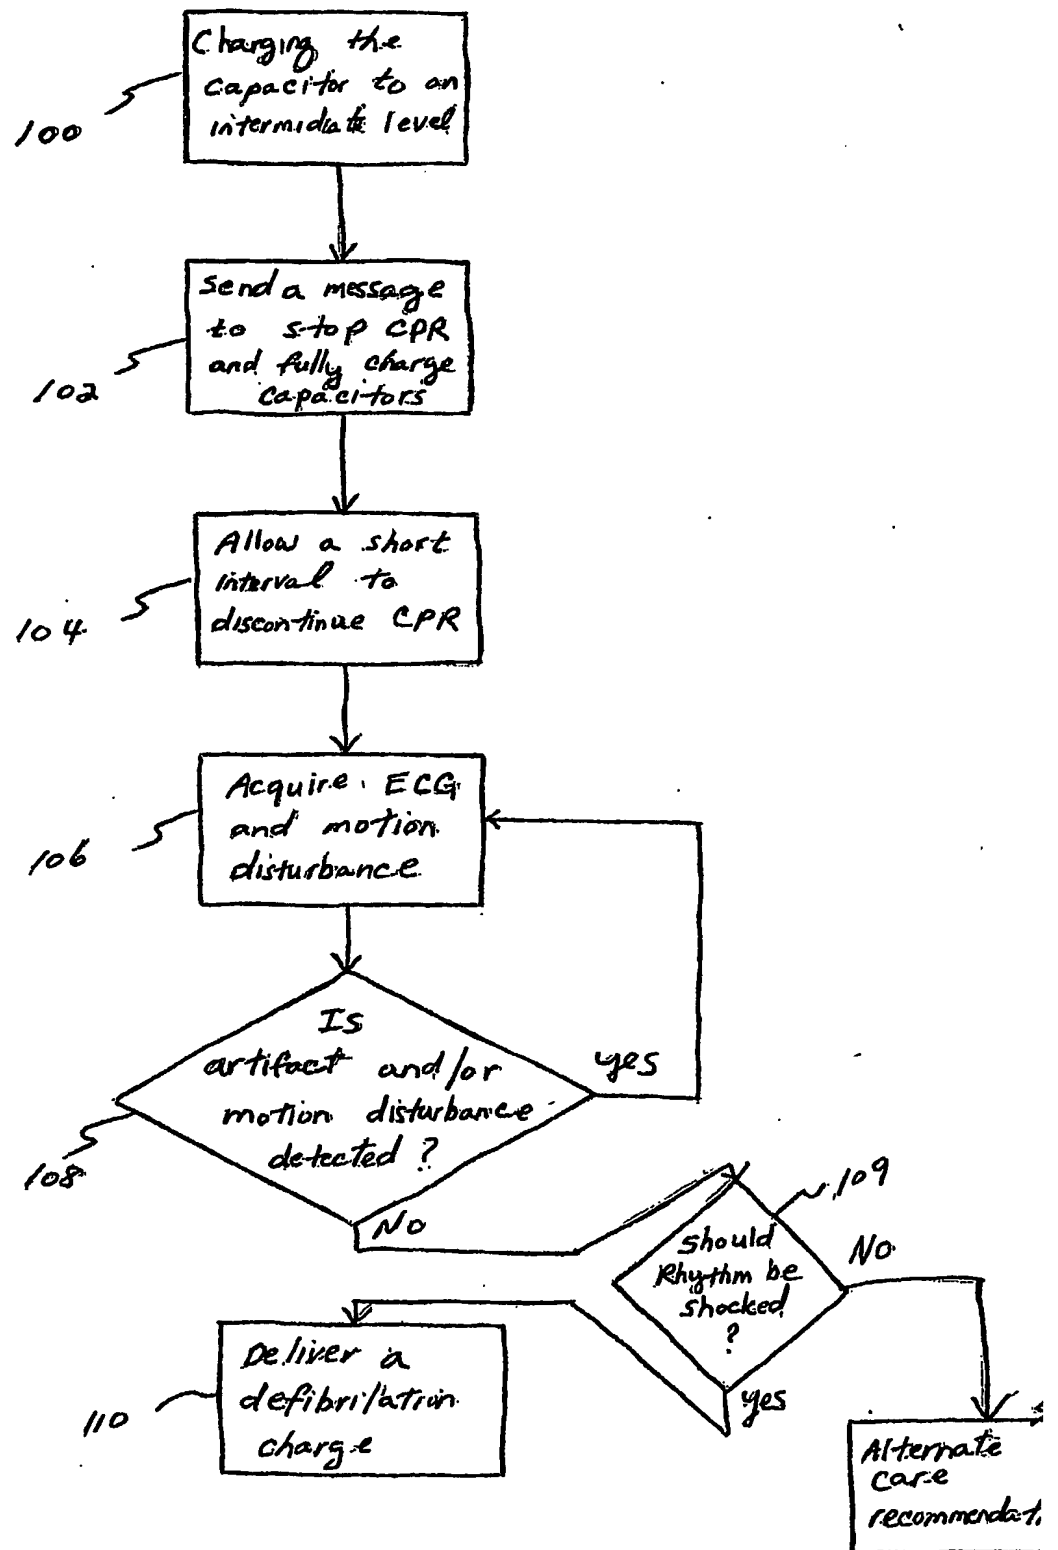 Charging the
capacitor to an
intermidiate level
100
Send a message
to stop CPR
and fully charge
capacitors
102
Allow a short
interval to
discontinue CPR
104
Acquire ECG
and motion
disturbance
106
Is
artifact and/or
motion disturbance
detected?
yes
108
No
109
Should
Rhythm be
shocked
?
No
yes
Deliver a
defibrillation
charge
110
Alternate
care
recommendat